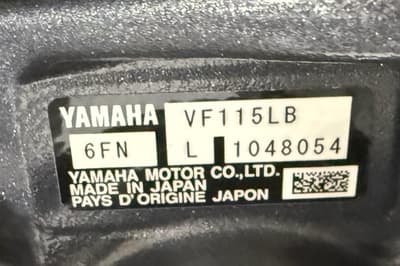 YAMAHA VF115LB
6FN L 1048054
YAMAHA MOTOR CO.,LTD.
MADE IN JAPAN
PAYS D'ORIGINE JAPON